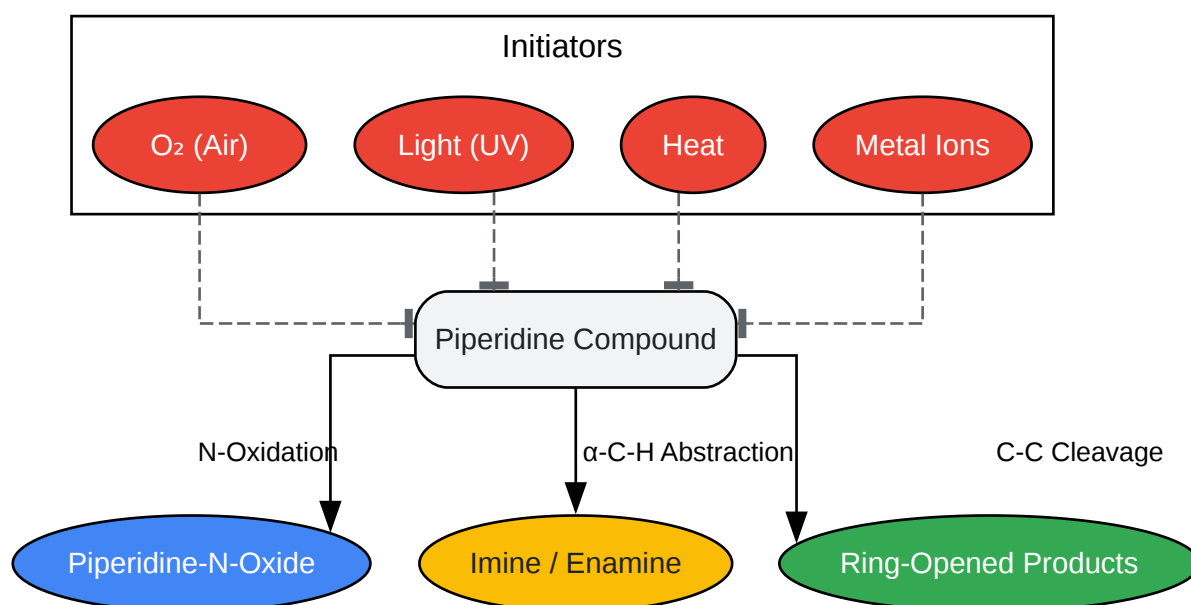 Initiators
O₂ (Air)
Light (UV)
Heat
Metal Ions
Piperidine Compound
N-Oxidation
α-C-H Abstraction
C-C Cleavage
Piperidine-N-Oxide
Imine / Enamine
Ring-Opened Products